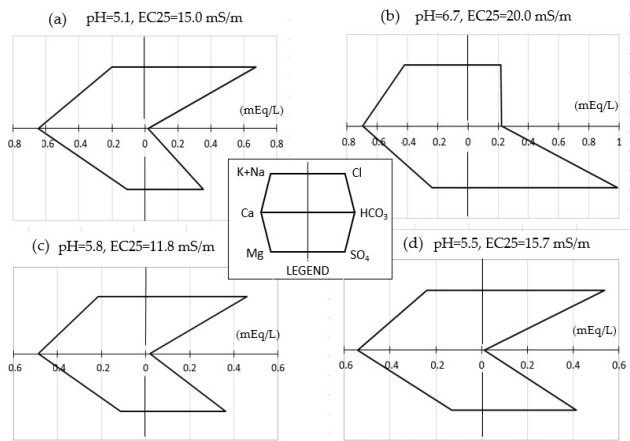 (a) pH=5.1, EC25=15.0 mS/m
(mEq/L)
0.8 0.6 0.4 0.2 0 0.2 0.4 0.6 0.8
(b) pH=6.7, EC25=20.0 mS/m
(mEq/L)
0.8 0.6 0.4 0.2 0 0.2 0.4 0.6 0.8 1
K+Na Cl
Ca HCO3
Mg SO4
LEGEND
(c) pH=5.8, EC25=11.8 mS/m
(mEq/L)
0.6 0.4 0.2 0 0.2 0.4 0.6
(d) pH=5.5, EC25=15.7 mS/m
(mEq/L)
0.6 0.4 0.2 0 0.2 0.4 0.6